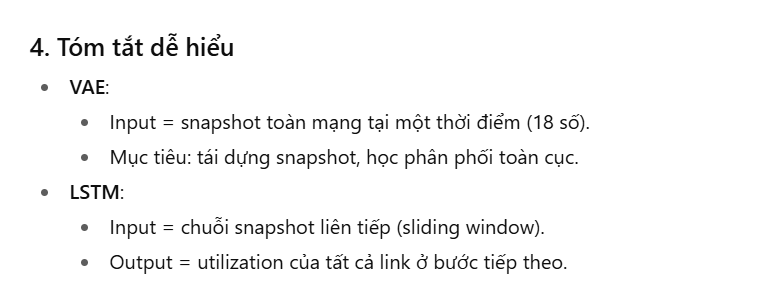 4. Tóm tắt dễ hiểu
• VAE:
• Input = snapshot toàn mạng tại một thời điểm (18 số).
• Mục tiêu: tái dựng snapshot, học phân phối toàn cục.
• LSTM:
• Input = chuỗi snapshot liên tiếp (sliding window).
• Output = utilization của tất cả link ở bước tiếp theo.